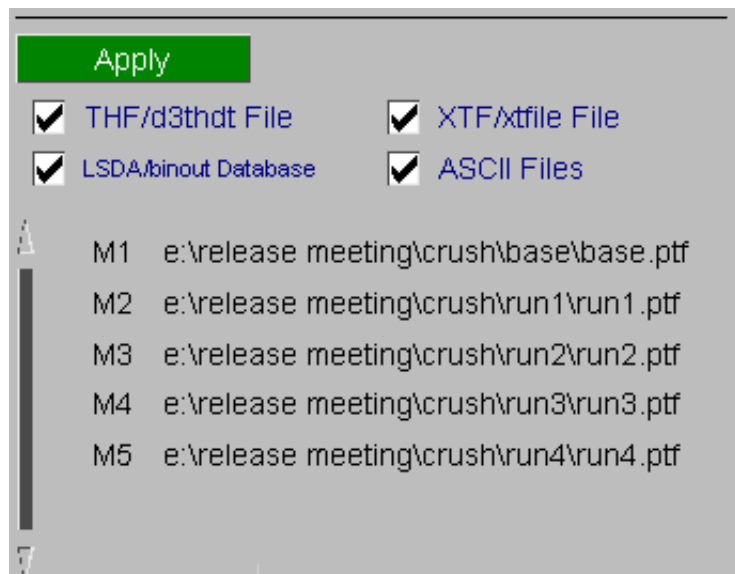 Apply
THF/d3thdt File XTF/xtfile File
LSDA/binout Database ASCII Files
M1 e:\release meeting\crush\base\base.ptf
M2 e:\release meeting\crush\run1\run1.ptf
M3 e:\release meeting\crush\run2\run2.ptf
M4 e:\release meeting\crush\run3\run3.ptf
M5 e:\release meeting\crush\run4\run4.ptf